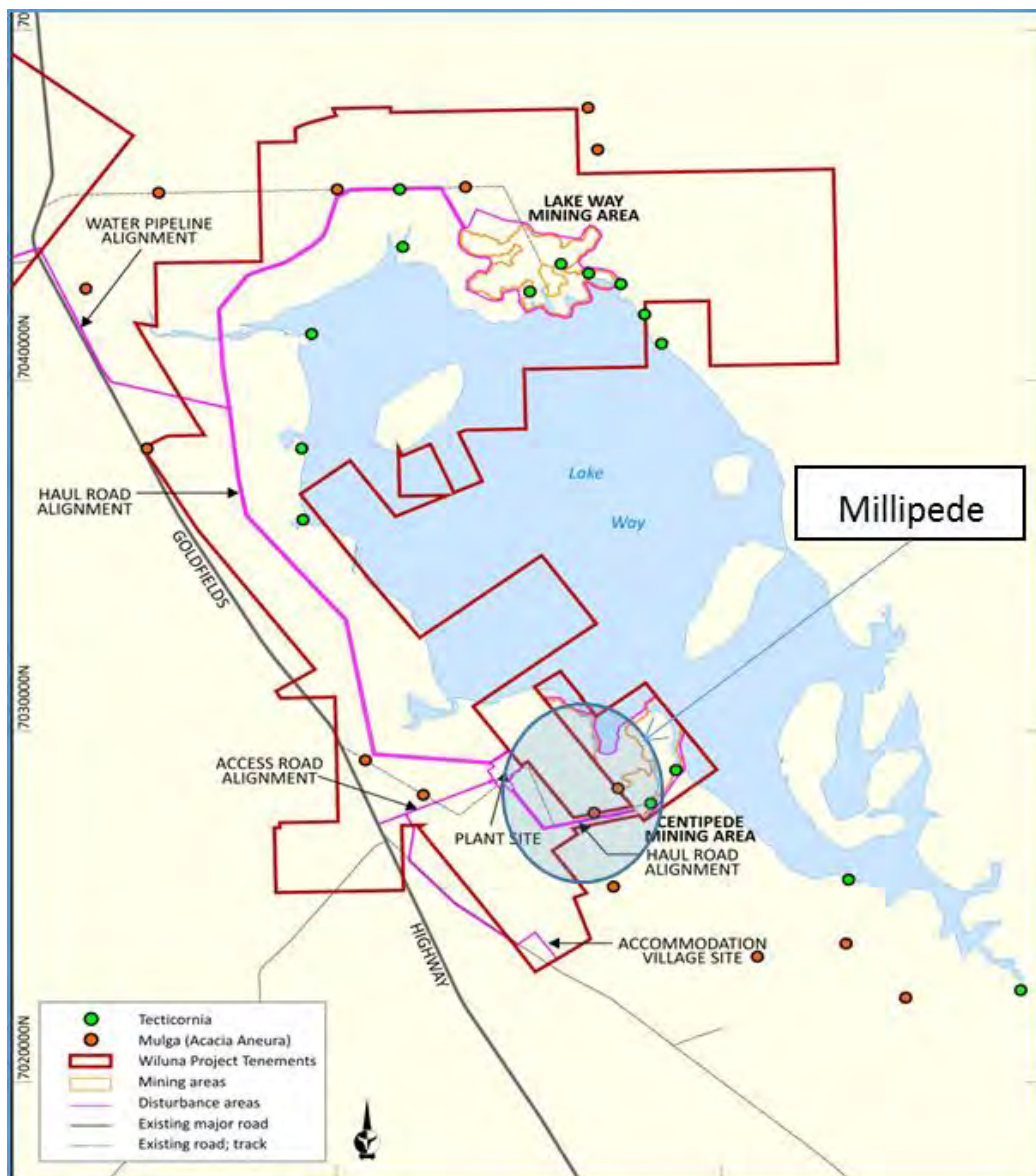 70
LAKE WAY
MINING AREA
WATER PIPELINE
ALIGNMENT
7040000N
Lake
Way
Millipede
HAUL ROAD
ALIGNMENT
GOLDFIELDS
7030000N
ACCESS ROAD
ALIGNMENT
PLANT SITE
CENTIPEDE
MINING AREA
HAUL ROAD
ALIGNMENT
HIGHWAY
ACCOMMODATION
VILLAGE SITE
7020000N
Tecticornia
Mulga (Acacia Aneura)
Wiluna Project Tenements
Mining areas
Disturbance areas
Existing major road
Existing road; track